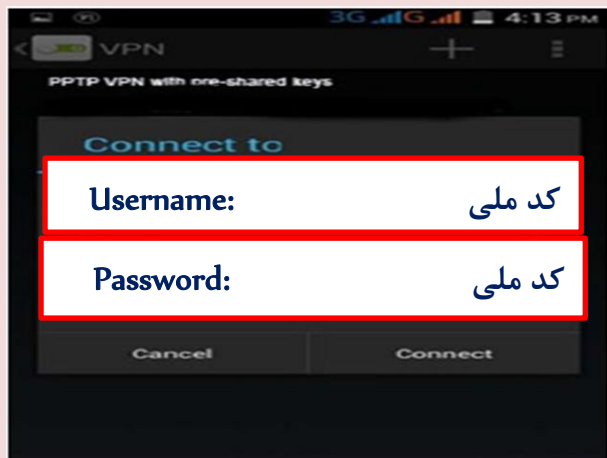 3G G 4:13 PM
VPN
PPTP VPN with pre-shared keys
Connect to
Username: کد ملی
Password: کد ملی
Cancel Connect